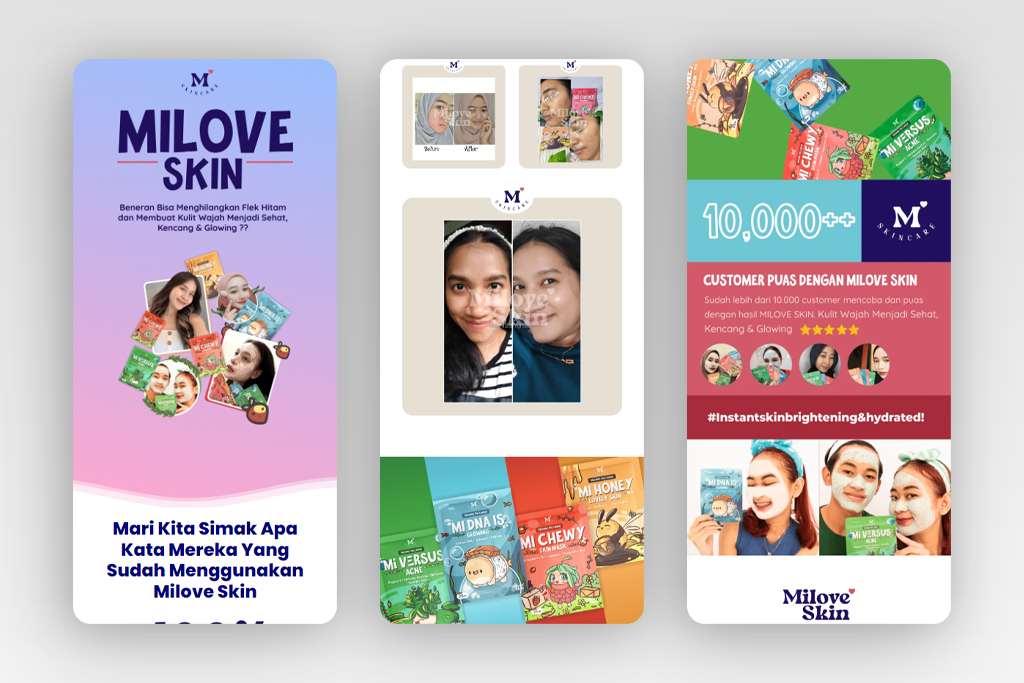 M
SKINCARE
MILOVE
SKIN
Beneran Bisa Menghilangkan Flek Hitam
dan Membuat Kulit Wajah Menjadi Sehat,
Kencang & Glowing ??
Mari Kita Simak Apa
Kata Mereka Yang
Sudah Menggunakan
Milove Skin
Before
After
M
SKINCARE
Milove
Skin
Mi VERSUS
ACNE
Mi DNA IS
GLOWING
Mi CHEWY
SKIN MASK
Mi HONEY
LOVELY SKIN
Mi CHEWY
Mi VERSUS
ACNE
10.000++
M
SKINCARE
CUSTOMER PUAS DENGAN MILOVE SKIN
Sudah lebih dari 10.000 customer mencoba dan puas
dengan hasil MILOVE SKIN. Kulit Wajah Menjadi Sehat,
Kencang & Glowing
#Instantskinbrightening&hydrated!
Mi DNA IS
Mi VERSUS
ACNE
Milove
Skin